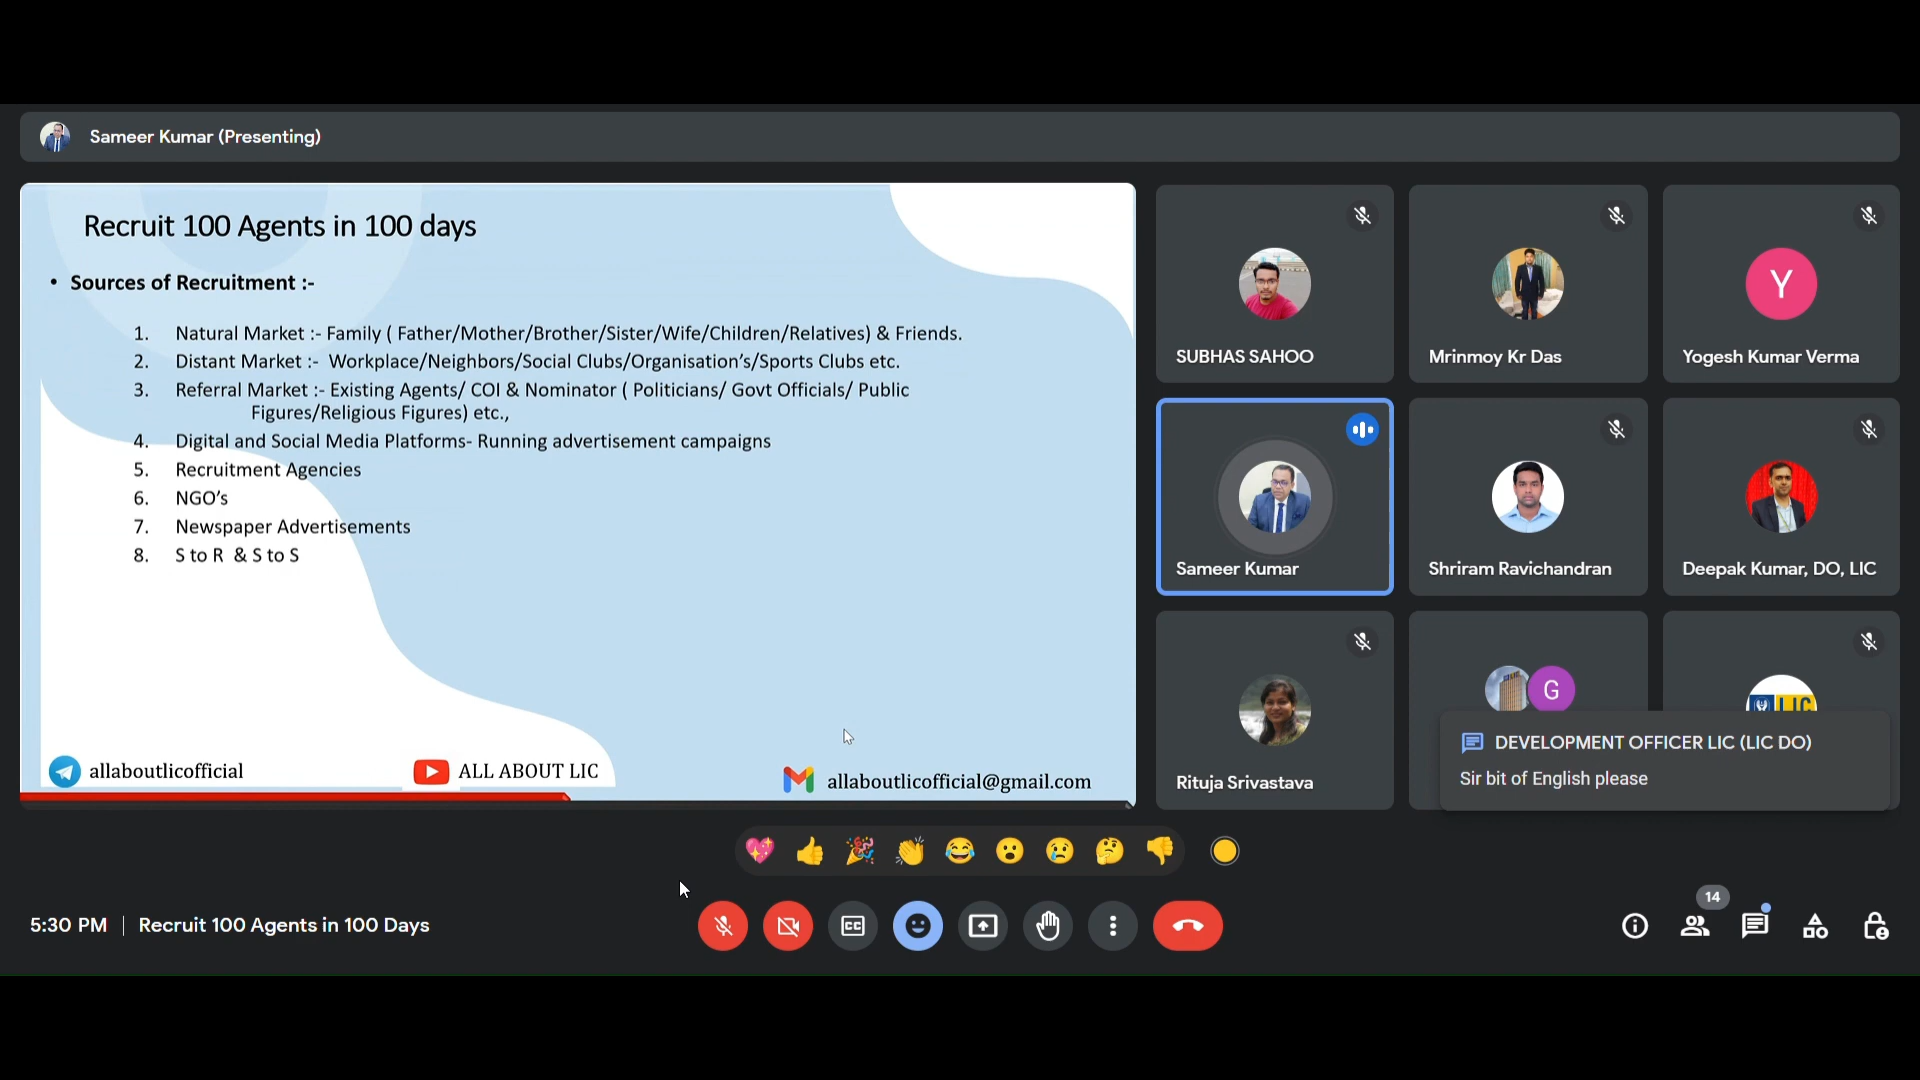 Sameer Kumar (Presenting)
Recruit 100 Agents in 100 days
• Sources of Recruitment :-
1. Natural Market :- Family ( Father/Mother/Brother/Sister/Wife/Children/Relatives) & Friends.
2. Distant Market :- Workplace/Neighbors/Social Clubs/Organisation's/Sports Clubs etc.
3. Referral Market :- Existing Agents/ COI & Nominator ( Politicians/ Govt Officials/ Public
Figures/Religious Figures) etc.,
4. Digital and Social Media Platforms- Running advertisement campaigns
5. Recruitment Agencies
6. NGO's
7. Newspaper Advertisements
8. S to R & S to S
allaboutlicofficial
ALL ABOUT LIC
allaboutlicofficial@gmail.com
SUBHAS SAHOO
Mrinmoy Kr Das
Y
Yogesh Kumar Verma
Sameer Kumar
Shriram Ravichandran
Deepak Kumar, DO, LIC
Rituja Srivastava
G
LIC
DEVELOPMENT OFFICER LIC (LIC DO)
Sir bit of English please
5:30 PM | Recruit 100 Agents in 100 Days
CC
14